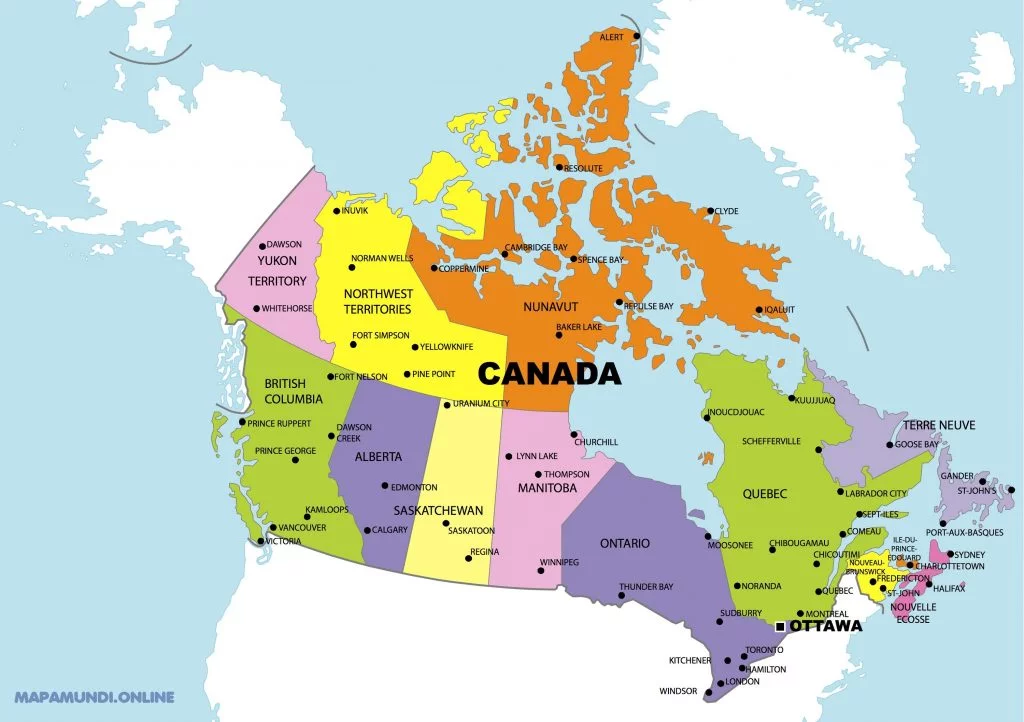 ALERT
RESOLUTE
CLYDE
INUVIK
DAWSON
YUKON
TERRITORY
WHITEHORSE
NORMAN WELLS
NORTHWEST
TERRITORIES
COPPERMINE
CAMBRIDGE BAY
SPENCE BAY
NUNAVUT
REPULSE BAY
IQALUIT
BAKER LAKE
FORT SIMPSON
YELLOWKNIFE
PINE POINT
CANADA
FORT NELSON
BRITISH
COLUMBIA
URANIUM CITY
PRINCE RUPPERT
DAWSON
CREEK
PRINCE GEORGE
ALBERTA
EDMONTON
KAMLOOPS
VANCOUVER
VICTORIA
CALGARY
SASKATCHEWAN
SASKATOON
REGINA
CHURCHILL
LYNN LAKE
THOMPSON
MANITOBA
WINNIPEG
ONTARIO
THUNDER BAY
MOOSONEE
SUDBURY
INOUCDJOUAC
KUUJJUAQ
SCHEFFERVILLE
TERRE NEUVE
GOOSE BAY
QUEBEC
LABRADOR CITY
GANDER
ST-JOHN'S
SEPT-ILES
PORT-AUX-BASQUES
COMEAU
CHIBOUGAMAU
CHICOUTIMI
ILE-DU-
PRINCE-
EDOUARD
SYDNEY
CHARLOTTETOWN
NOUVEAU-
BRUNSWICK
FREDERICTON
HALIFAX
ST-JOHN
NOUVELLE
ECOSSE
NORANDA
QUEBEC
MONTREAL
OTTAWA
TORONTO
KITCHENER
HAMILTON
LONDON
WINDSOR
MAPAMUNDI.ONLINE